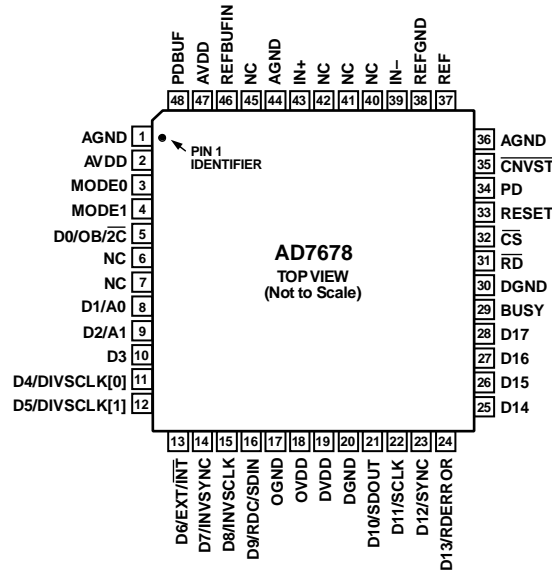 PDBUF
AVDD
REFBUFIN
NC
AGND
IN+
NC
NC
NC
IN–
REFGND
REF
48
47
46
45
44
43
42
41
40
39
38
37
AGND 1
AVDD 2
MODE0 3
MODE1 4
D0/OB/2C̅ 5
NC 6
NC 7
D1/A0 8
D2/A1 9
D3 10
D4/DIVSCLK[0] 11
D5/DIVSCLK[1] 12
PIN 1
IDENTIFIER
AD7678
TOP VIEW
(Not to Scale)
36 AGND
35 C̅N̅V̅S̅T̅
34 PD
33 RESET
32 C̅S̅
31 R̅D̅
30 DGND
29 BUSY
28 D17
27 D16
26 D15
25 D14
13
14
15
16
17
18
19
20
21
22
23
24
D6/EXT/I̅N̅T̅
D7/INVSYNC
D8/INVSCLK
D9/RDC/SDIN
OGND
OVDD
DVDD
DGND
D10/SDOUT
D11/SCLK
D12/SYNC
D13/RDERROR